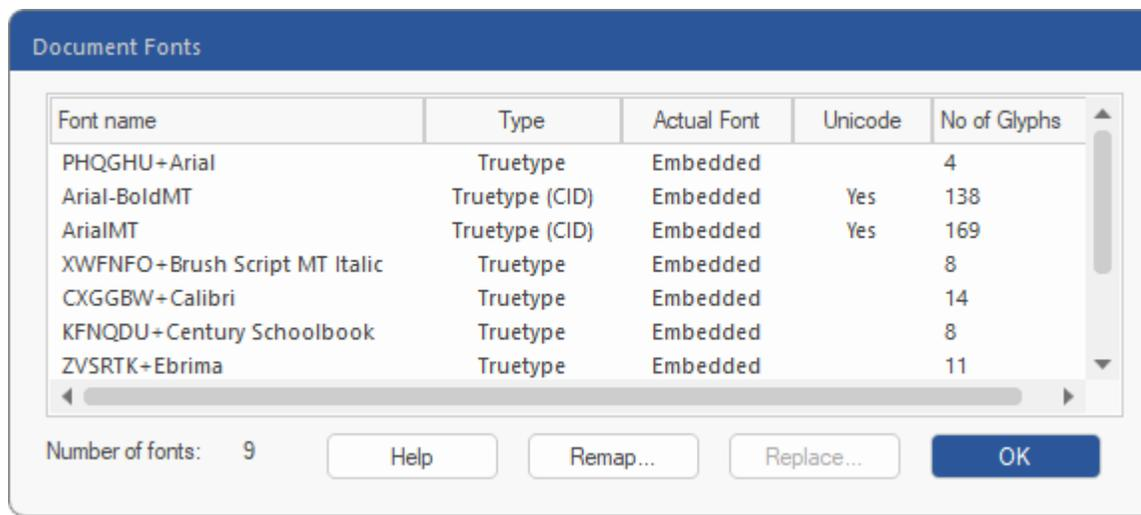 Document Fonts
Font name Type Actual Font Unicode No of Glyphs
PHQGHU+Arial Truetype Embedded 4
Arial-BoldMT Truetype (CID) Embedded Yes 138
ArialMT Truetype (CID) Embedded Yes 169
XWFNFO+Brush Script MT Italic Truetype Embedded 8
CXGGBW+Calibri Truetype Embedded 14
KFNQDU+Century Schoolbook Truetype Embedded 8
ZVSRTK+Ebrima Truetype Embedded 11
Number of fonts: 9 Help Remap... Replace... OK